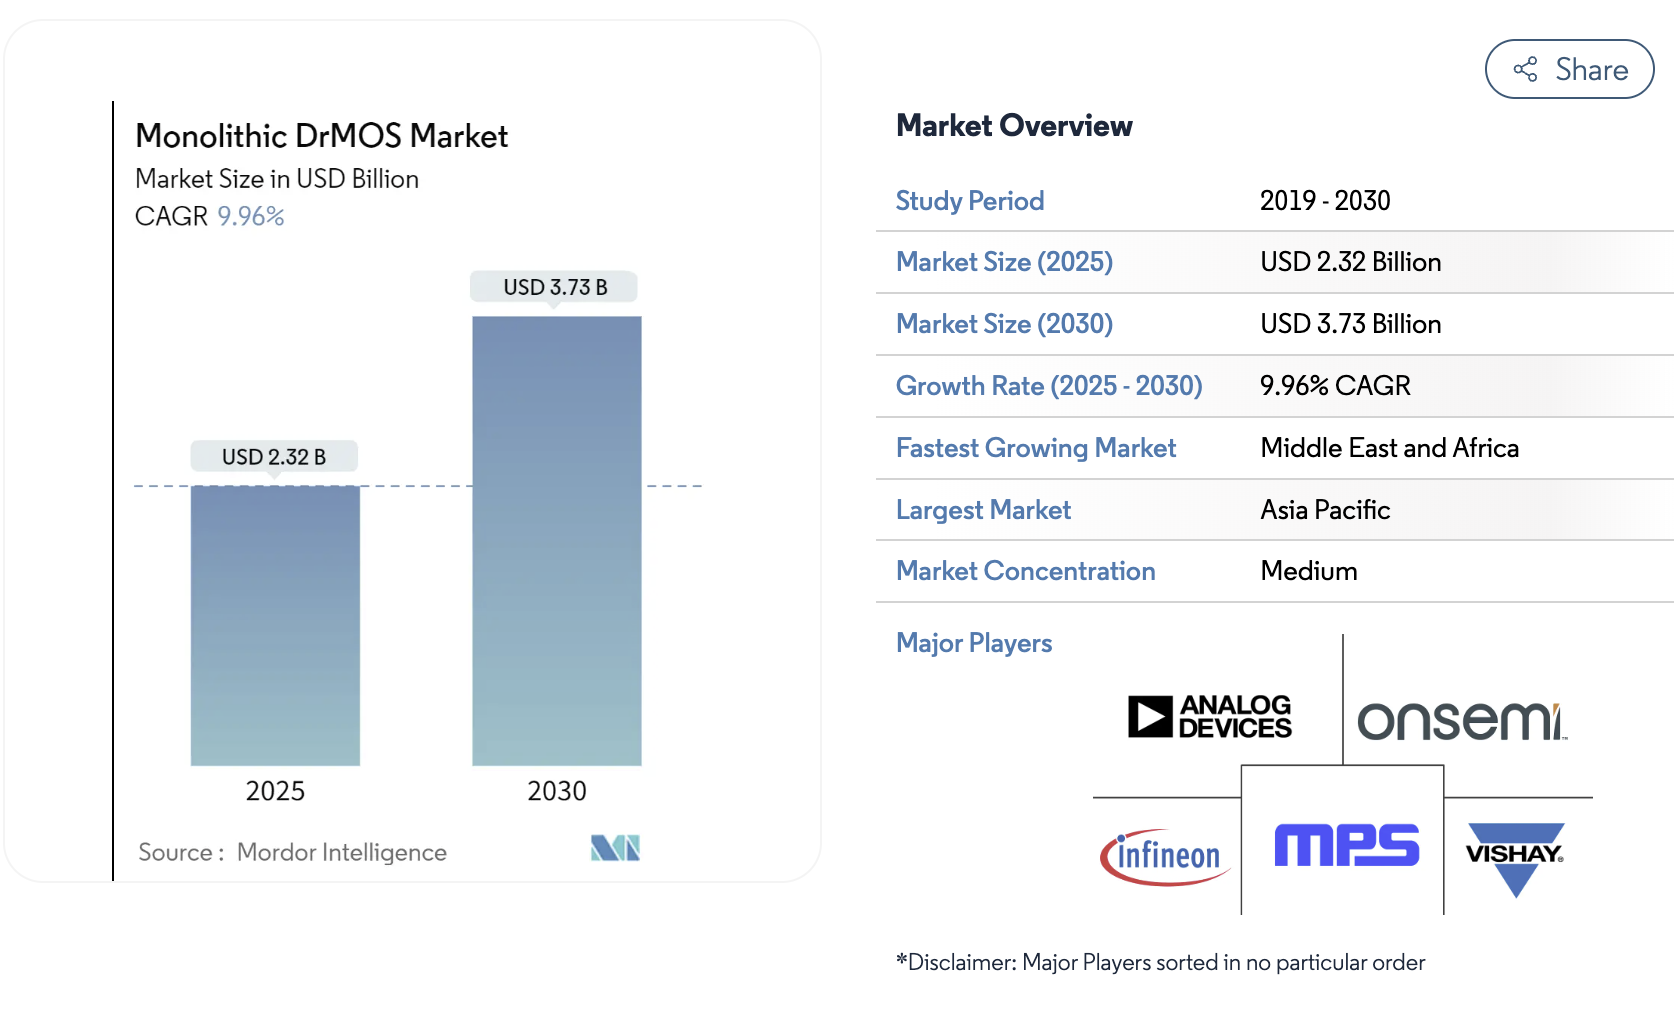 Monolithic DrMOS Market
Market Size in USD Billion
CAGR 9.96%
USD 3.73 B
USD 2.32 B
2025 2030
Source : Mordor Intelligence
Share
Market Overview
Study Period 2019 - 2030
Market Size (2025) USD 2.32 Billion
Market Size (2030) USD 3.73 Billion
Growth Rate (2025 - 2030) 9.96% CAGR
Fastest Growing Market Middle East and Africa
Largest Market Asia Pacific
Market Concentration Medium
Major Players
ANALOG
DEVICES
onsemi™
infineon
mps
VISHAY®
*Disclaimer: Major Players sorted in no particular order